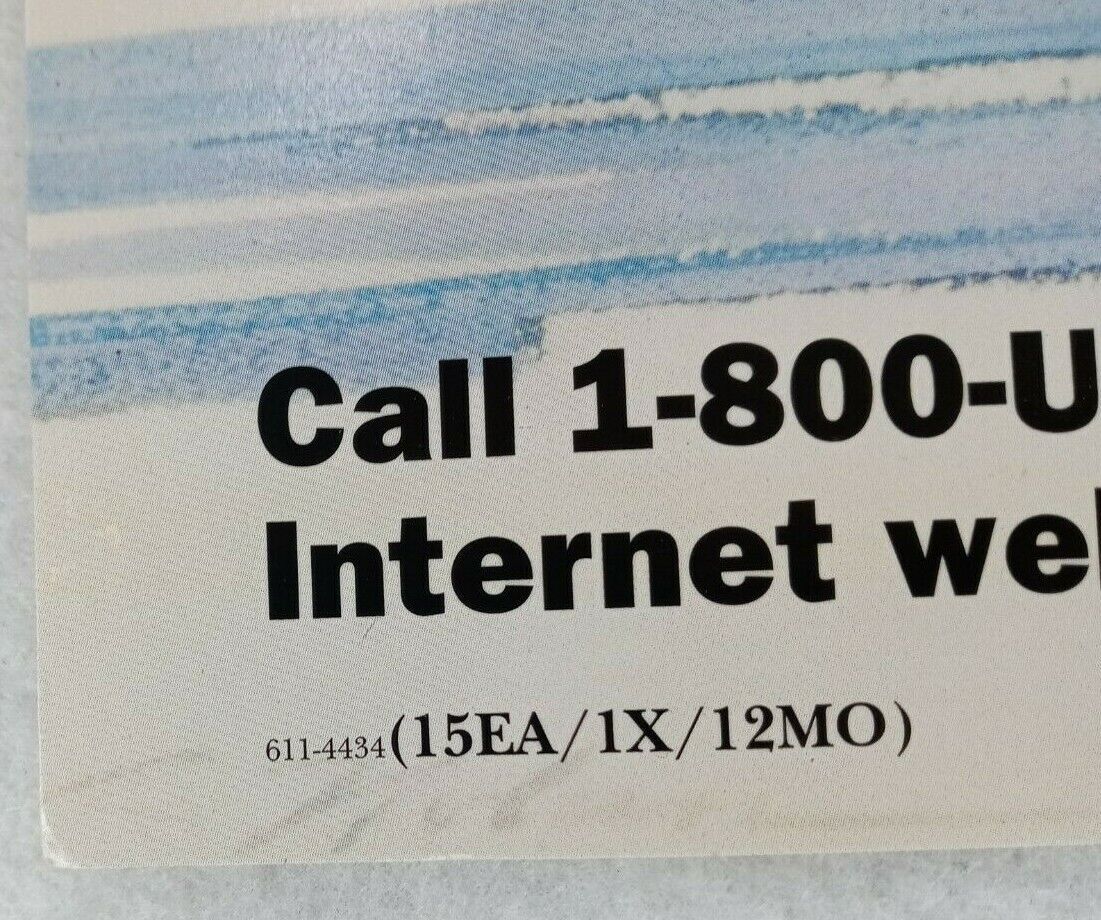 Call 1-800-U
Internet we
611-4434(15EA/1X/12MO)